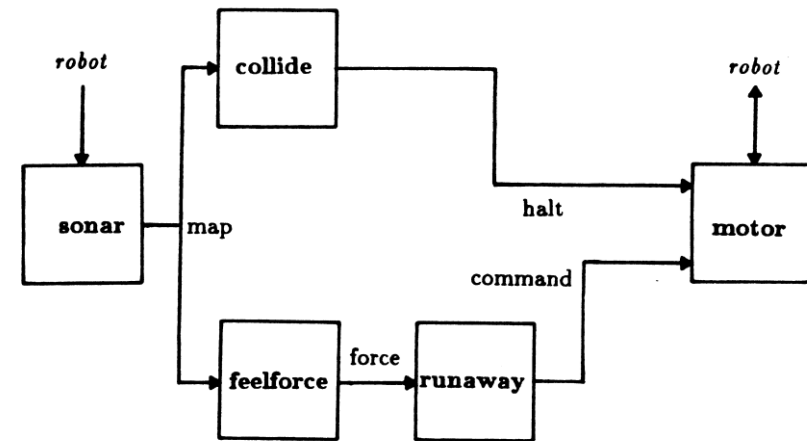 robot
collide
robot
sonar
map
halt
motor
command
feelforce
force
runaway